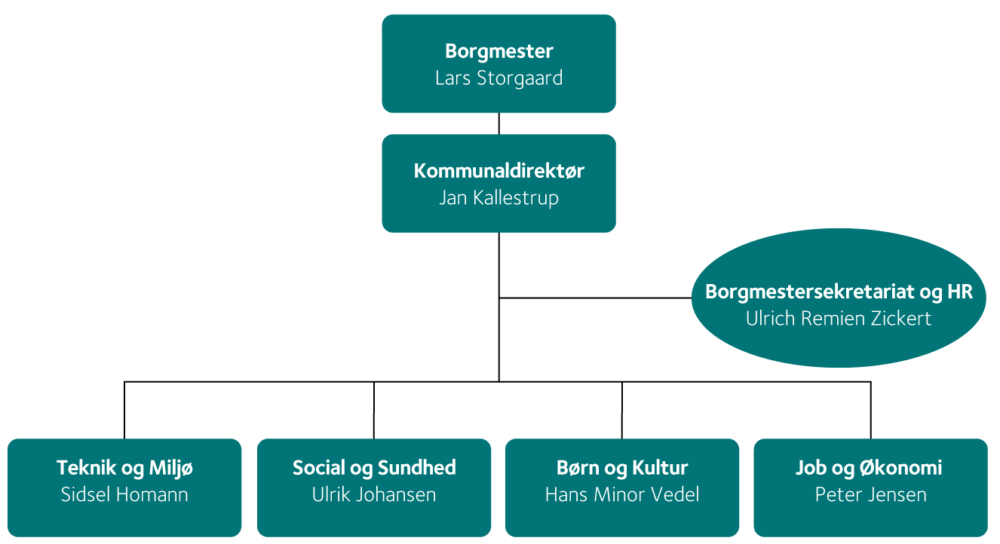 Borgmester
Lars Storgaard
Kommunaldirektør
Jan Kallestrup
Borgmestersekretariat og HR
Ulrich Remien Zickert
Teknik og Miljø
Sidsel Homann
Social og Sundhed
Ulrik Johansen
Børn og Kultur
Hans Minor Vedel
Job og Økonomi
Peter Jensen